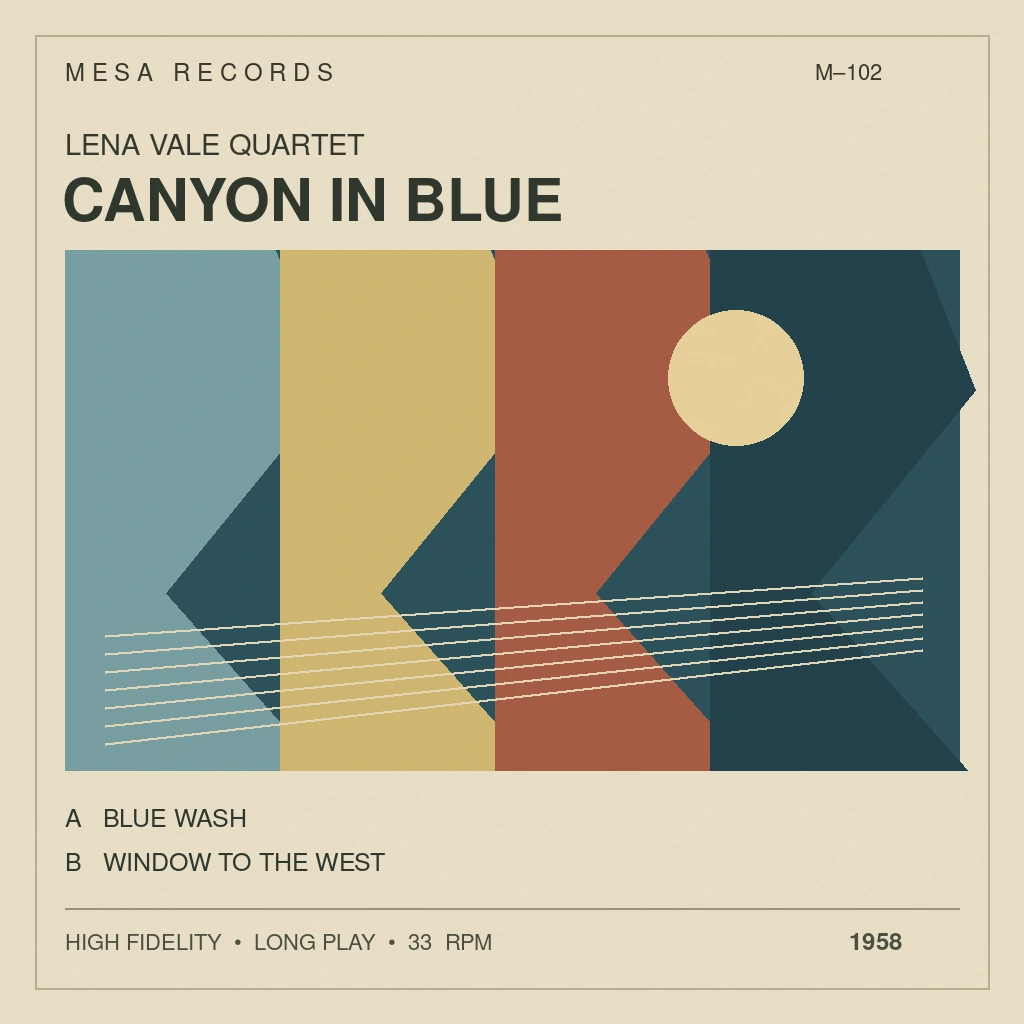 MESA RECORDS
M–102
LENA VALE QUARTET
CANYON IN BLUE
A BLUE WASH
B WINDOW TO THE WEST
HIGH FIDELITY • LONG PLAY • 33 RPM
1958